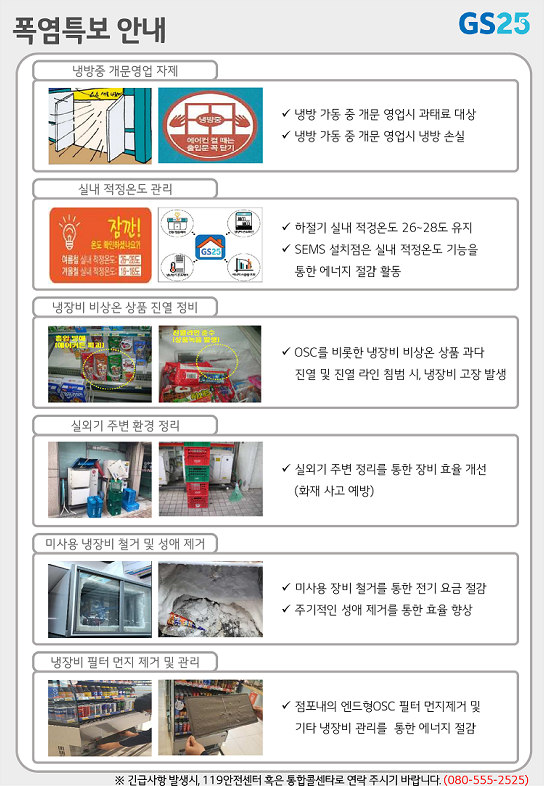 폭염특보 안내
GS25
냉방중 개문영업 자제
냉방중
에어컨 켤 때는
출입문 꼭 닫기!
✓ 냉방 가동 중 개문 영업시 과태료 대상
✓ 냉방 가동 중 개문 영업시 냉방 손실
실내 적정온도 관리
잠깐!
온도 확인하셨나요?!
여름철 실내 적정온도: 26~28도
겨울철 실내 적정온도: 18~18도
GS25
✓ 하절기 실내 적정온도 26~28도 유지
✓ SEMS 설치점은 실내 적정온도 기능을
통한 에너지 절감 활동
냉장비 비상온 상품 진열 정비
흡입 방해
(에어커튼 파괴)
진열라인 준수
✓ OSC를 비롯한 냉장비 비상온 상품 과다
진열 및 진열 라인 침범 시, 냉장비 고장 발생
실외기 주변 환경 정리
✓ 실외기 주변 정리를 통한 장비 효율 개선
(화재 사고 예방)
미사용 냉장비 철거 및 성애 제거
✓ 미사용 장비 철거를 통한 전기 요금 절감
✓ 주기적인 성애 제거를 통한 효율 향상
냉장비 필터 먼지 제거 및 관리
✓ 점포내의 엔드형OSC 필터 먼지제거 및
기타 냉장비 관리를 통한 에너지 절감
※ 긴급사항 발생시, 119안전센터 혹은 통합콜센타로 연락 주시기 바랍니다. (080-555-2525)